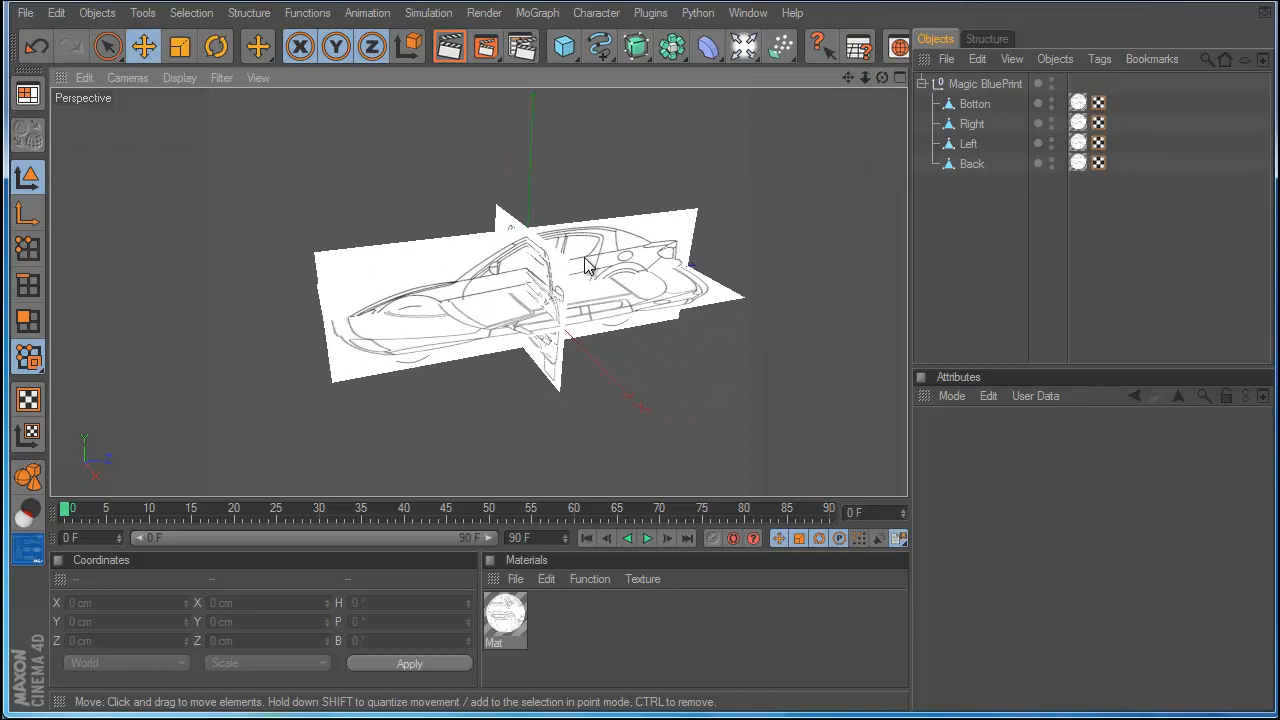 File Edit Objects Tools Selection Structure Functions Animation Simulation Render MoGraph Character Plugins Python Window Help
X Y Z
Objects Structure
File Edit View Objects Tags Bookmarks
Edit Cameras Display Filter View
Perspective
Magic BluePrint
Botton
Right
Left
Back
Attributes
Mode Edit User Data
Y
Z
X
0 5 10 15 20 25 30 35 40 45 50 55 60 65 70 75 80 85 90 0 F
0 F 0 F 90 F 90 F
Coordinates
-- -- --
X 0 cm X 0 cm H 0 °
Y 0 cm Y 0 cm P 0 °
Z 0 cm Z 0 cm B 0 °
World Scale Apply
Materials
File Edit Function Texture
Mat
MAXON
CINEMA 4D
Move: Click and drag to move elements. Hold down SHIFT to quantize movement / add to the selection in point mode, CTRL to remove.